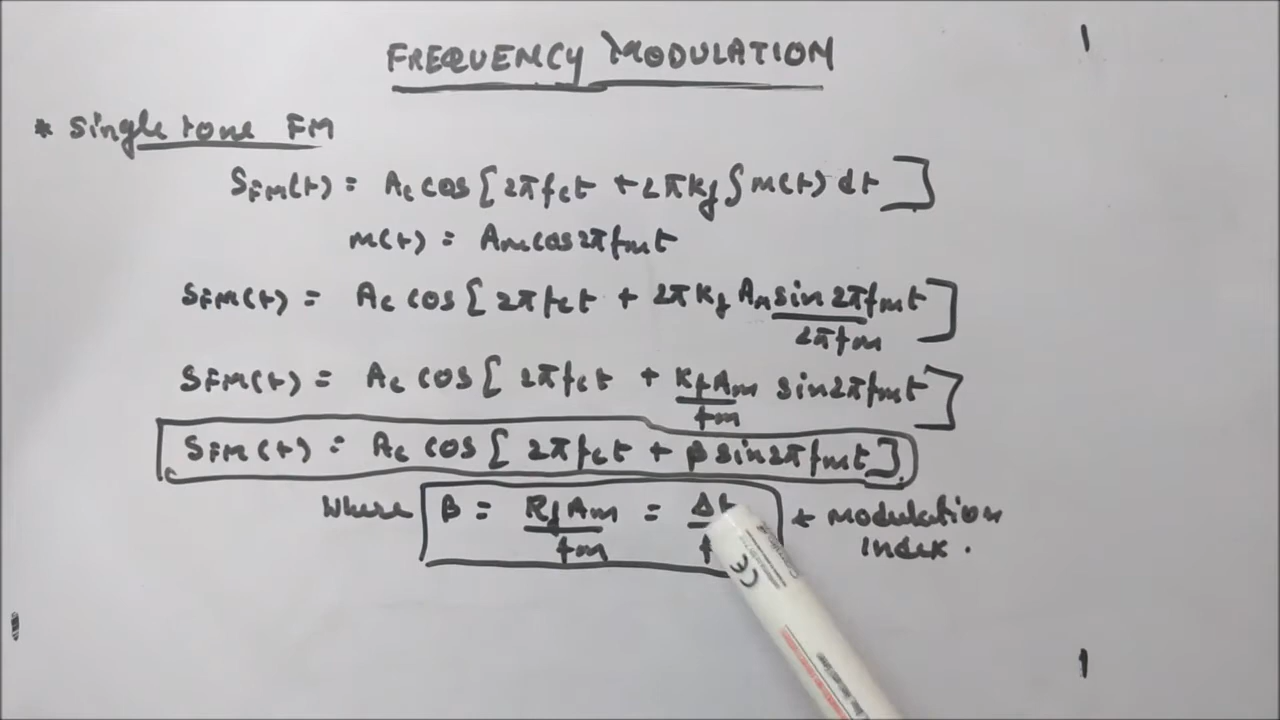 FREQUENCY MODULATION
* Single tone FM
SFM(t) = Ac cos [2πfct + 2πkf ∫ m(t) dt]
m(t) = Am cos 2πfmt
SFM(t) = Ac cos [2πfct + 2πkf Am sin 2πfmt / 2πfm]
SFM(t) = Ac cos [2πfct + kfAm / fm sin 2πfmt]
SFM(t) = Ac cos [2πfct + β sin 2πfmt]
Where β = kfAm / fm = Δf / f → modulation
index.
CE